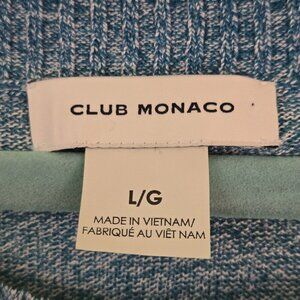 CLUB MONACO
L/G
MADE IN VIETNAM/
FABRIQUÉ AU VIÊT NAM